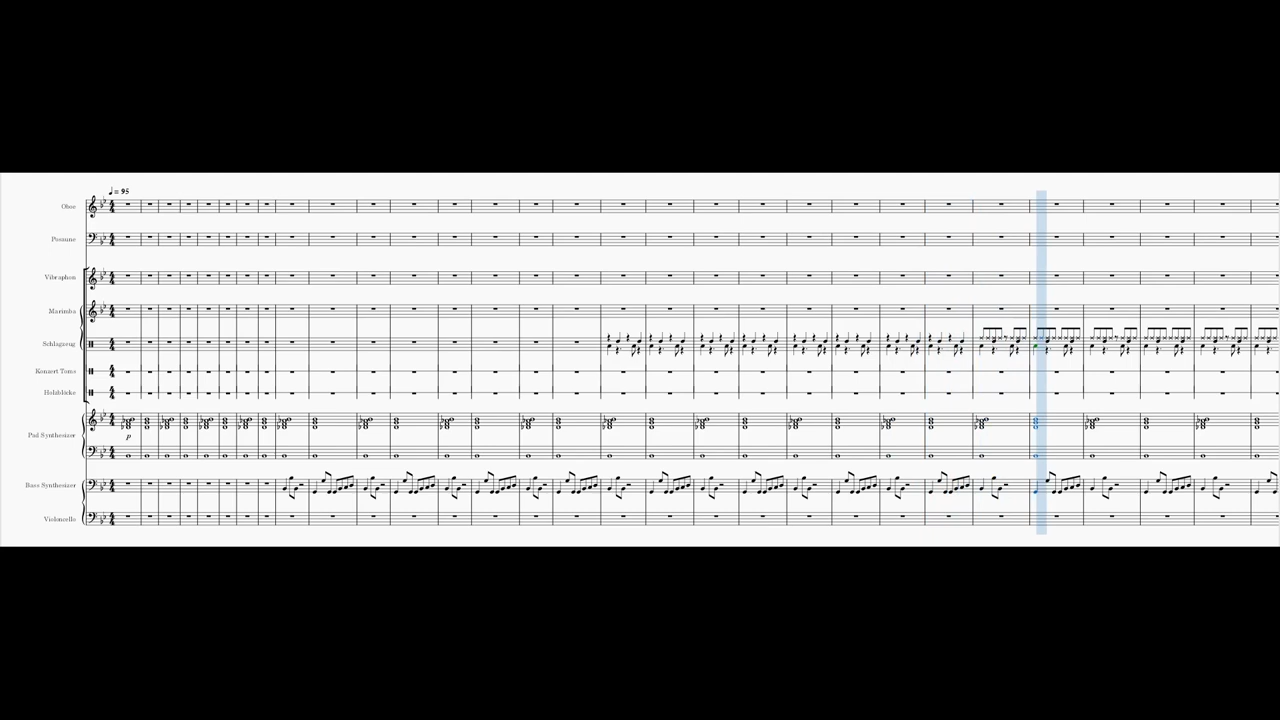 ♩= 95
Oboe
Posaune
Vibraphon
Marimba
Schlagzeug
Konzert Toms
Holzblöcke
p
Pad Synthesizer
Bass Synthesizer
Violoncello